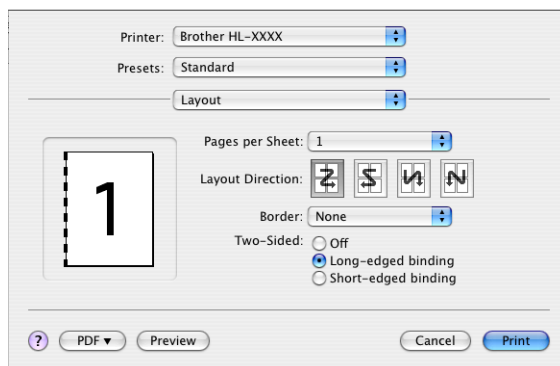 Printer: Brother HL-XXXX
Presets: Standard
Layout
Pages per Sheet: 1
Layout Direction:
Border: None
Two-Sided: Off
Long-edged binding
Short-edged binding
1
? PDF ▼ Preview Cancel Print